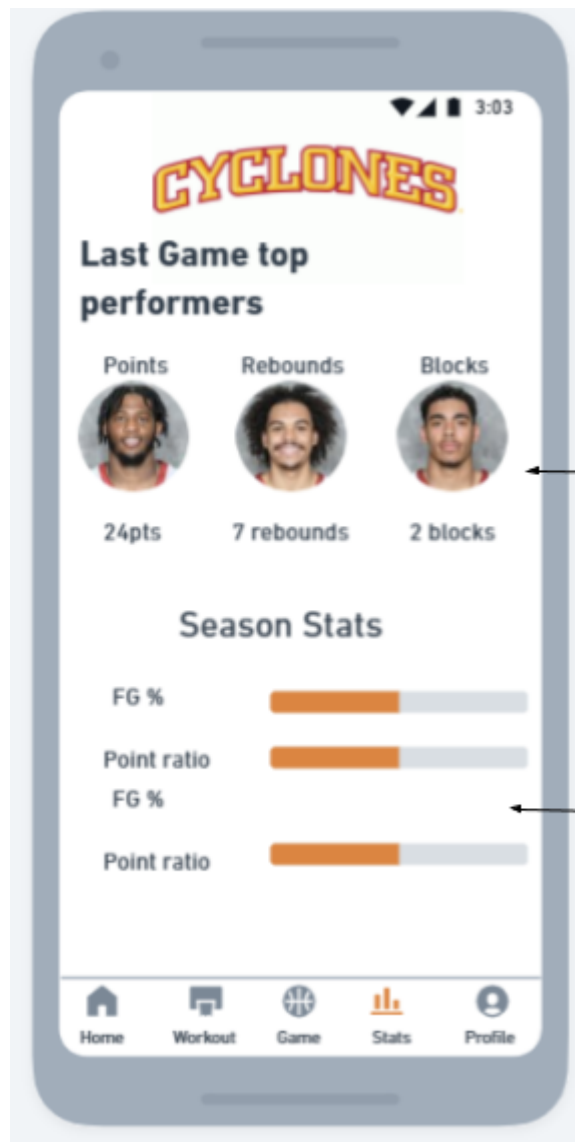 3:03
CYCLONES
Last Game top
performers
Points Rebounds Blocks
24pts 7 rebounds 2 blocks
Season Stats
FG %
Point ratio
FG %
Point ratio
Home Workout Game Stats Profile